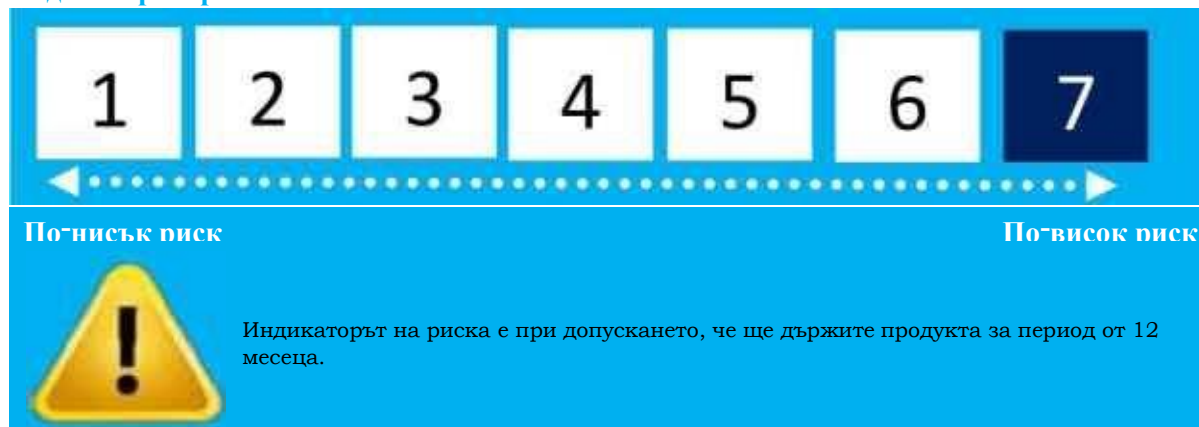 1 2 3 4 5 6 7
По-нисък риск По-висок риск
Индикаторът на риска е при допускането, че ще държите продукта за период от 12
месеца.